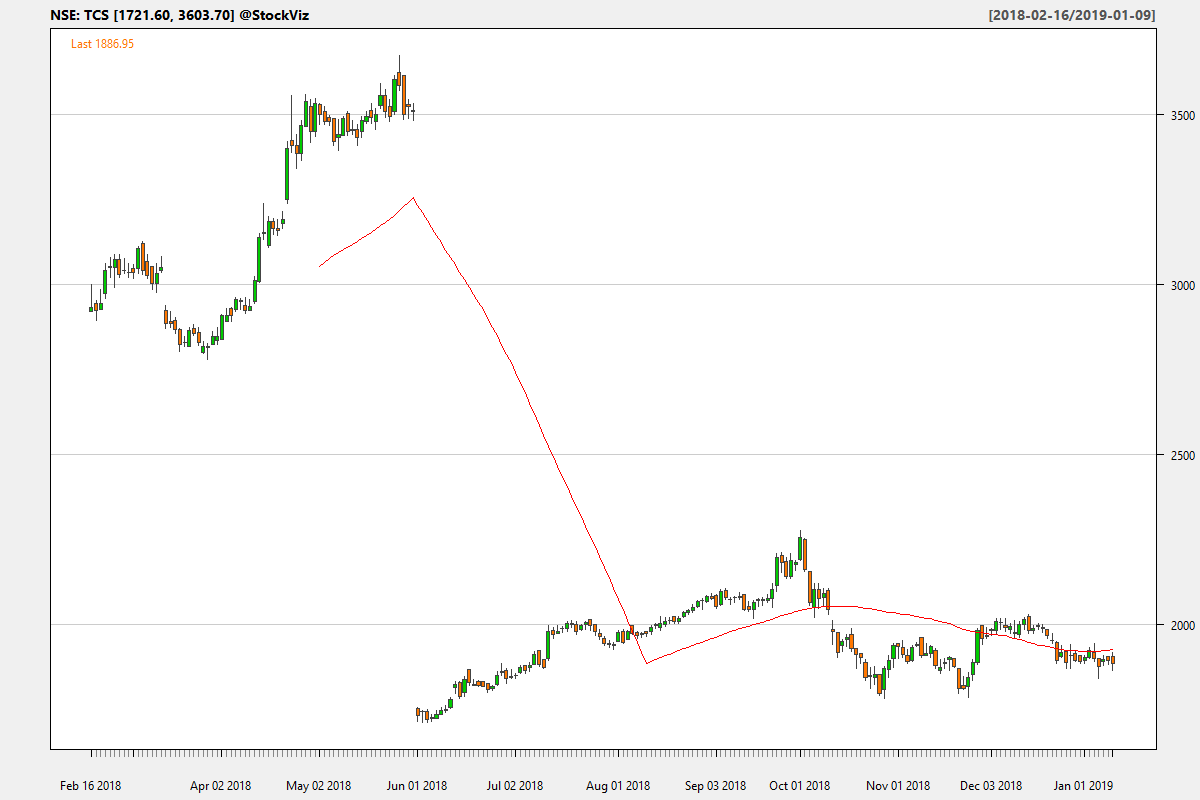 NSE: TCS [1721.60, 3603.70] @StockViz
[2018-02-16/2019-01-09]
Last 1886.95
3500
3000
2500
2000
Feb 16 2018
Apr 02 2018
May 02 2018
Jun 01 2018
Jul 02 2018
Aug 01 2018
Sep 03 2018
Oct 01 2018
Nov 01 2018
Dec 03 2018
Jan 01 2019